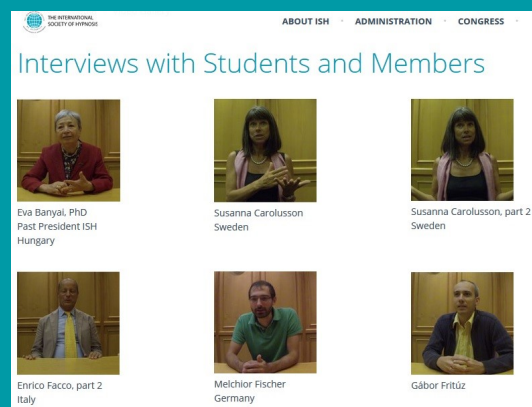 THE INTERNATIONAL
SOCIETY OF HYPNOSIS
ABOUT ISH • ADMINISTRATION • CONGRESS •
Interviews with Students and Members
Eva Banyai, PhD
Past President ISH
Hungary
Susanna Carolusson
Sweden
Susanna Carolusson, part 2
Sweden
Enrico Facco, part 2
Italy
Melchior Fischer
Germany
Gábor Fritúz